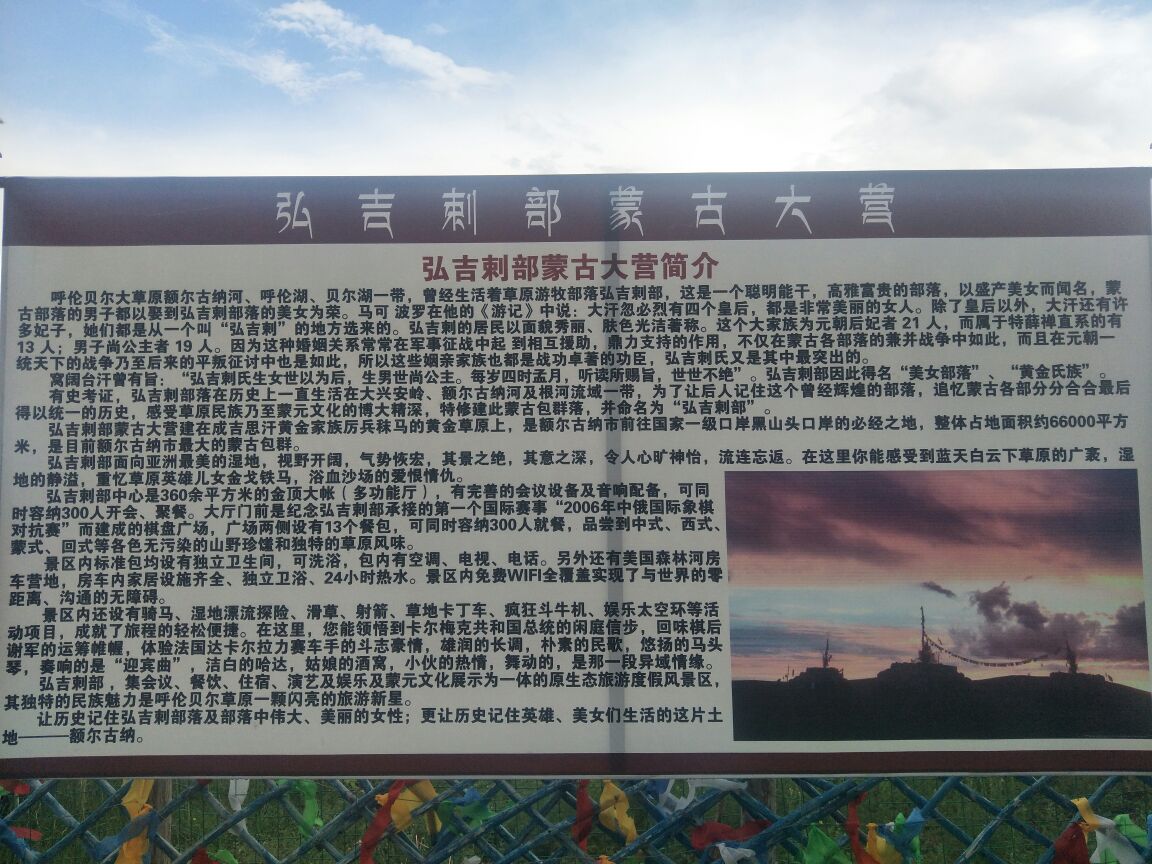 弘吉剌部蒙古大营
弘吉刺部蒙古大营简介
呼伦贝尔大草原额尔古纳河、呼伦湖、贝尔湖一带，曾经生活着草原游牧部落弘吉刺部，这是一个聪明能干，高雅富贵的部落，以盛产美女而闻名，蒙
古部落的男子都以娶到弘吉刺部落的美女为荣。马可 波罗在他的《游记》中说：大汗忽必烈有四个皇后，都是非常美丽的女人。除了皇后以外，大汗还有许
多妃子，她们都是从一个叫“弘吉刺”的地方选来的。弘吉刺的居民以面貌秀丽、肤色光洁著称。这个大家族为元朝后妃者 21 人，而属于特薛禅直系的有
13 人；男子尚公主者 19 人。因为这种婚姻关系常常在军事征战中起 到相互援助，鼎力支持的作用，不仅在蒙古各部落的兼并战争中如此，而且在元朝一
统天下的战争乃至后来的平叛征讨中也是如此，所以这些姻亲家族也都是战功卓著的功臣，弘吉刺氏又是其中最突出的。
窝阔台汗曾有旨：“弘吉刺氏生女世以为后，生男世尚公主。每岁四时孟月，听读所赐旨，世世不绝”。弘吉刺部因此得名“美女部落”、“黄金氏族”。
有史考证，弘吉刺部落在历史上一直生活在大兴安岭、额尔古纳河及根河流域一带，为了让后人记住这个曾经辉煌的部落，追忆蒙古各部分分合合最后
得以统一的历史，感受草原民族乃至蒙元文化的博大精深，特修建此蒙古包群落，并命名为“弘吉刺部”。
弘吉刺部蒙古大营建在成吉思汗黄金家族厉兵秣马的黄金草原上，是额尔古纳市前往国家一级口岸黑山头口岸的必经之地，整体占地面积约66000平方
米，是目前额尔古纳市最大的蒙古包群。
弘吉刺部面向亚洲最美的湿地，视野开阔，气势恢宏，其景之绝，其意之深，令人心旷神怡，流连忘返。在这里你能感受到蓝天白云下草原的广袤，湿
地的静溢，重忆草原英雄儿女金戈铁马，浴血沙场的爱恨情仇。
弘吉刺部中心是360余平方米的金顶大帐（多功能厅），有完善的会议设备及音响配备，可同
时容纳300人开会、聚餐。大厅门前是纪念弘吉刺部承接的第一个国际赛事“2006年中俄国际象棋
对抗赛”而建成的棋盘广场，广场两侧设有13个餐包，可同时容纳300人就餐，品尝到中式、西式、
蒙式、回式等各色无污染的山野珍馐和独特的草原风味。
景区内标准包均设有独立卫生间，可洗浴，包内有空调、电视、电话。另外还有美国森林河房
车营地，房车内家居设施齐全、独立卫浴、24小时热水。景区内免费WIFI全覆盖实现了与世界的零
距离、沟通的无障碍。
景区内还设有骑马、湿地漂流探险、滑草、射箭、草地卡丁车、疯狂斗牛机、娱乐太空环等活
动项目，成就了旅程的轻松便捷。在这里，您能领悟到卡尔梅克共和国总统的闲庭信步，回味棋后
谢军的运筹帷幄，体验法国达卡尔拉力赛车手的斗志豪情，雄润的长调，朴素的民歌，悠扬的马头
琴，奏响的是“迎宾曲”，洁白的哈达，姑娘的酒窝，小伙的热情，舞动的，是那一段异域情缘。
弘吉刺部，集会议、餐饮、住宿、演艺及娱乐及蒙元文化展示为一体的原生态旅游度假风景区，
其独特的民族魅力是呼伦贝尔草原一颗闪亮的旅游新星。
让历史记住弘吉刺部落及部落中伟大、美丽的女性；更让历史记住英雄、美女们生活的这片土
地———额尔古纳。